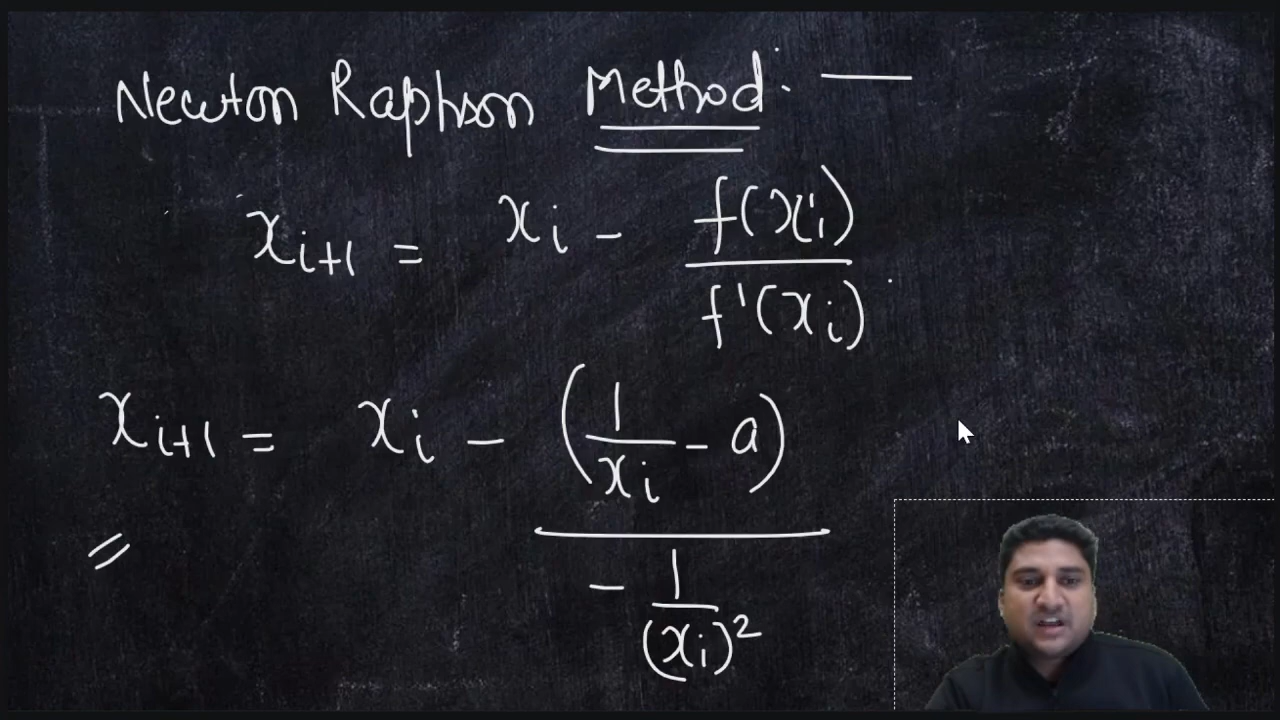 Newton Raphson Method: —
x_{i+1} = x_i - f(x_i) / f'(x_i)
x_{i+1} = x_i - (1/x_i - a) / (-1/(x_i)^2)
=